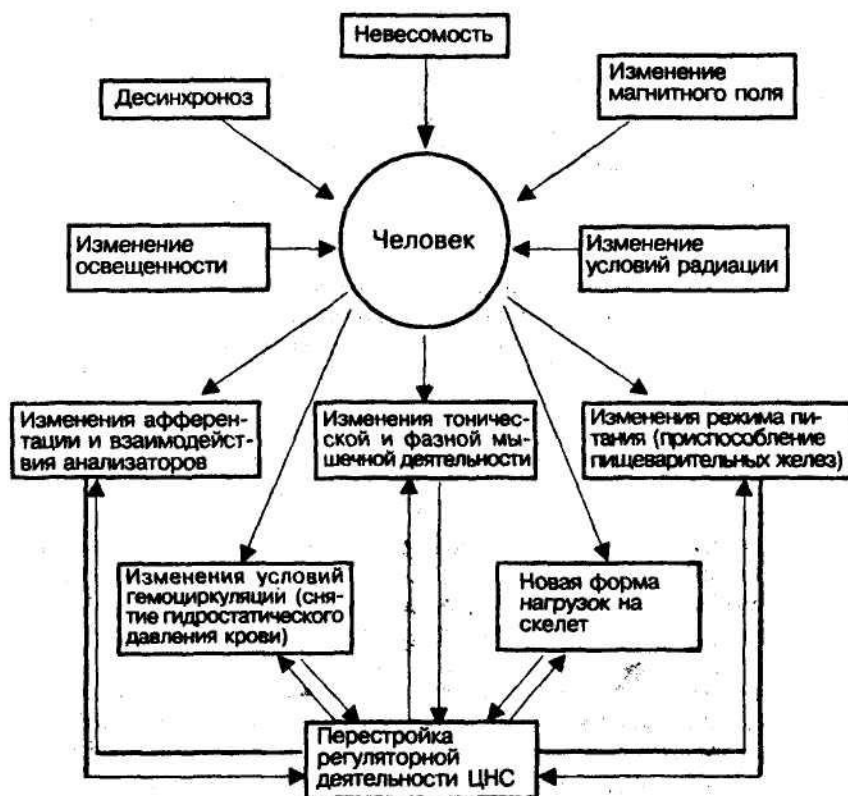 Невесомость
Десинхроноз
Изменение
магнитного поля
Человек
Изменение
освещенности
Изменение
условий радиации
Изменения афферен-
тации и взаимодейст-
вия анализаторов
Изменения тоничес-
ской и фазной мы-
шечной деятельности
Изменения режима пи-
тания (приспособление
пищеварительных желез)
Изменения условий
гемоциркуляции (сня-
тие гидростатического
давления крови)
Новая форма
нагрузок на
скелет
Перестройка
регуляторной
деятельности ЦНС